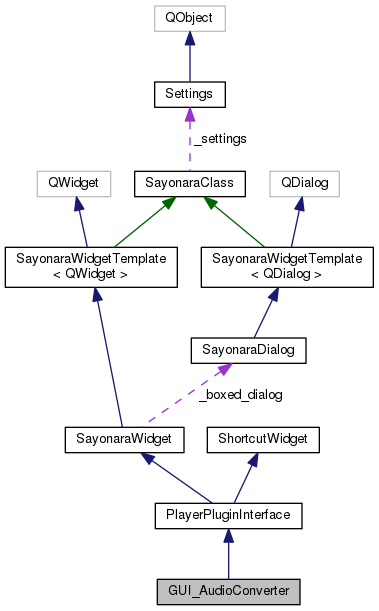 QObject
Settings
_settings
QWidget
SayonaraClass
QDialog
SayonaraWidgetTemplate
< QWidget >
SayonaraWidgetTemplate
< QDialog >
SayonaraDialog
_boxed_dialog
SayonaraWidget
ShortcutWidget
PlayerPluginInterface
GUI_AudioConverter